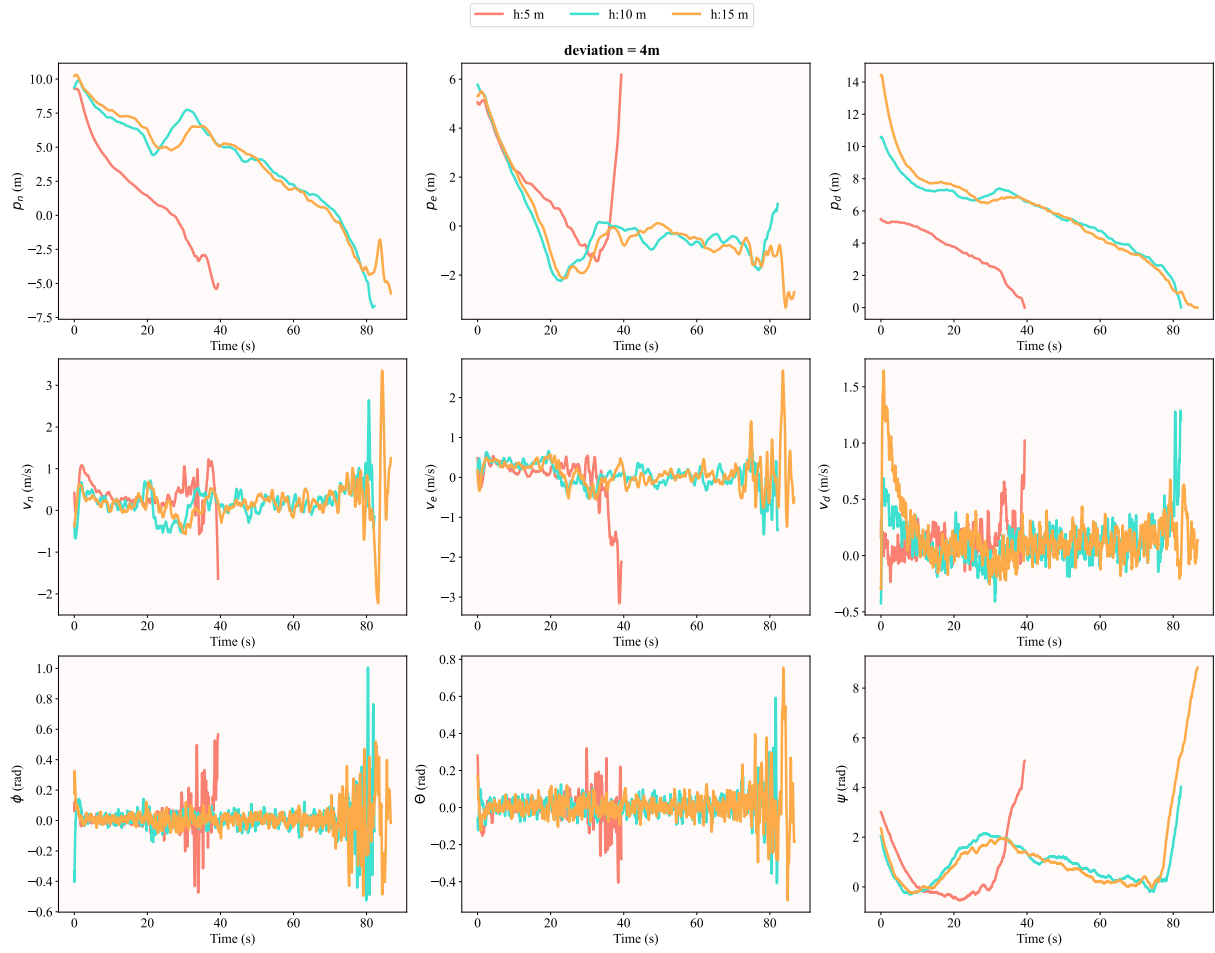 h:5 m h:10 m h:15 m
deviation = 4m
10.0
7.5
5.0
2.5
0.0
−2.5
−5.0
−7.5
p_n (m)
0 20 40 60 80
Time (s)
6
4
2
0
−2
p_e (m)
0 20 40 60 80
Time (s)
14
12
10
8
6
4
2
0
p_d (m)
0 20 40 60 80
Time (s)
3
2
1
0
−1
−2
v_n (m/s)
0 20 40 60 80
Time (s)
2
1
0
−1
−2
−3
v_e (m/s)
0 20 40 60 80
Time (s)
1.5
1.0
0.5
0.0
−0.5
v_d (m/s)
0 20 40 60 80
Time (s)
1.0
0.8
0.6
0.4
0.2
0.0
−0.2
−0.4
−0.6
ϕ (rad)
0 20 40 60 80
Time (s)
0.8
0.6
0.4
0.2
0.0
−0.2
−0.4
Θ (rad)
0 20 40 60 80
Time (s)
8
6
4
2
0
ψ (rad)
0 20 40 60 80
Time (s)